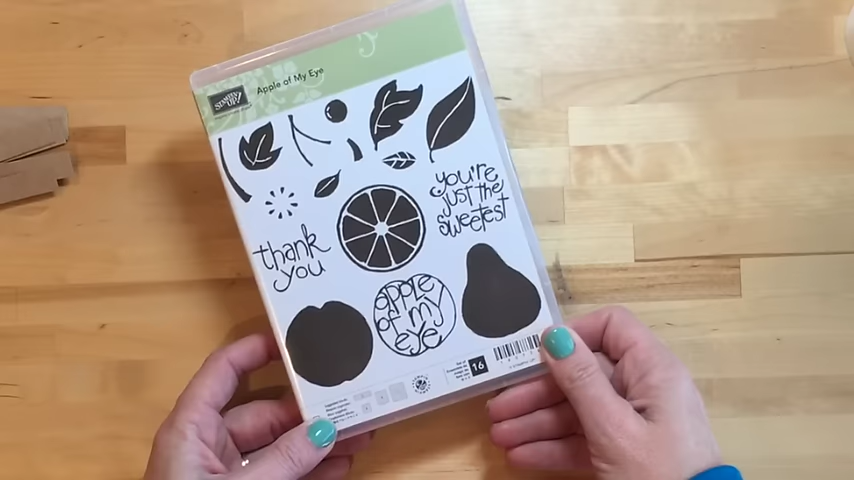 STAMPIN' UP!
Apple of My Eye
you're
just the
sweetest
thank
you
apple
of my
eye
16